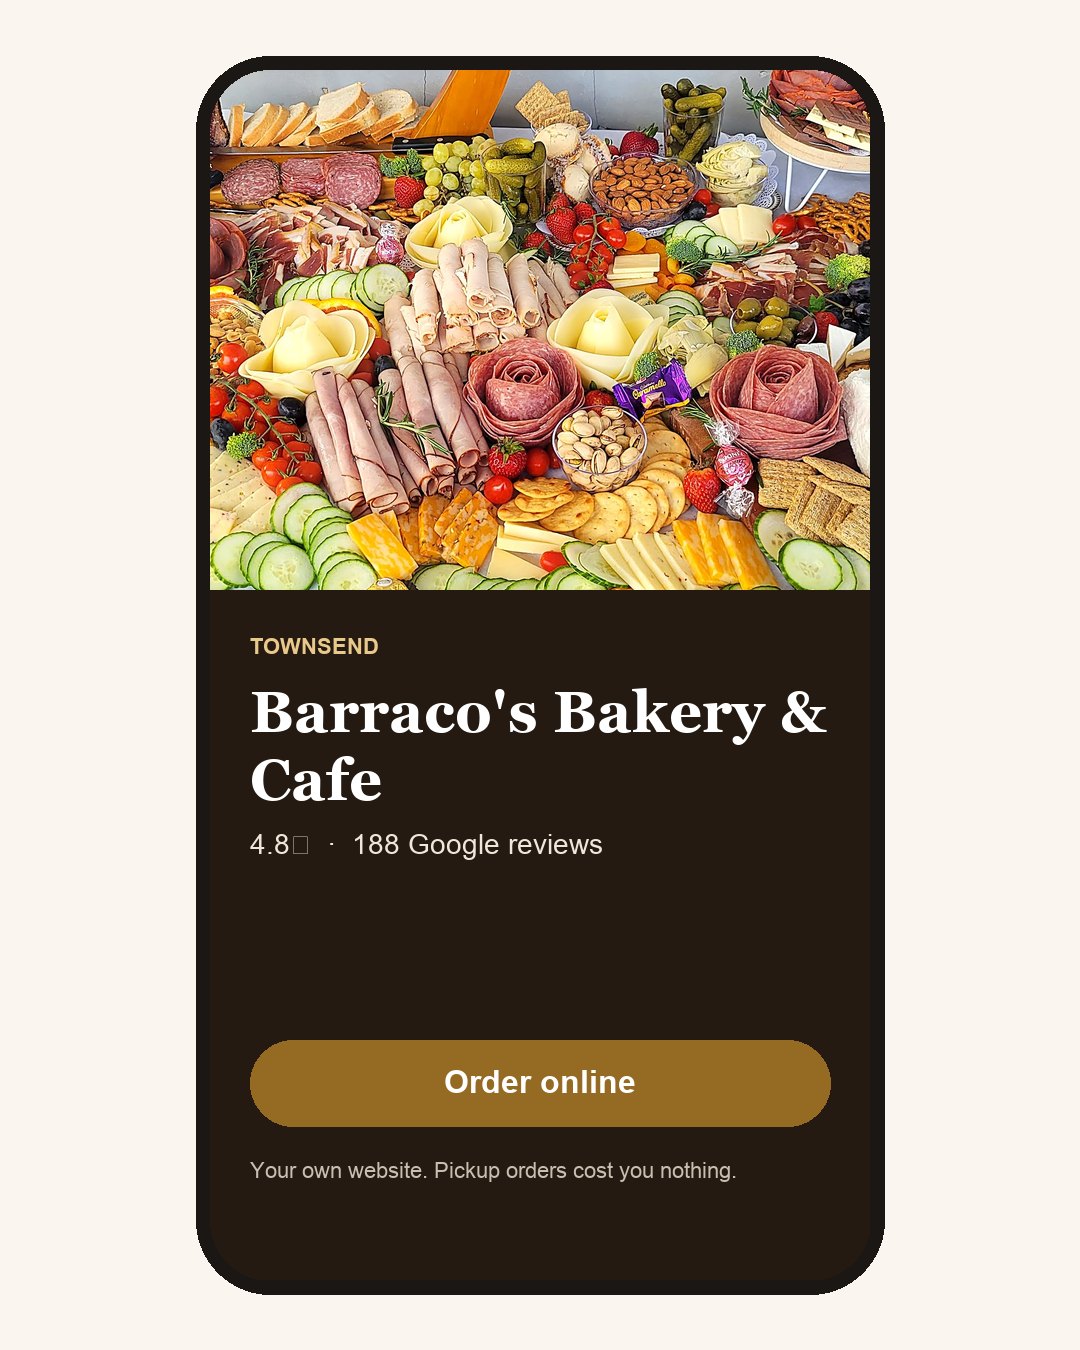 Caramello
TOWNSEND
Barraco's Bakery &
Cafe
4.8□ · 188 Google reviews
Order online
Your own website. Pickup orders cost you nothing.